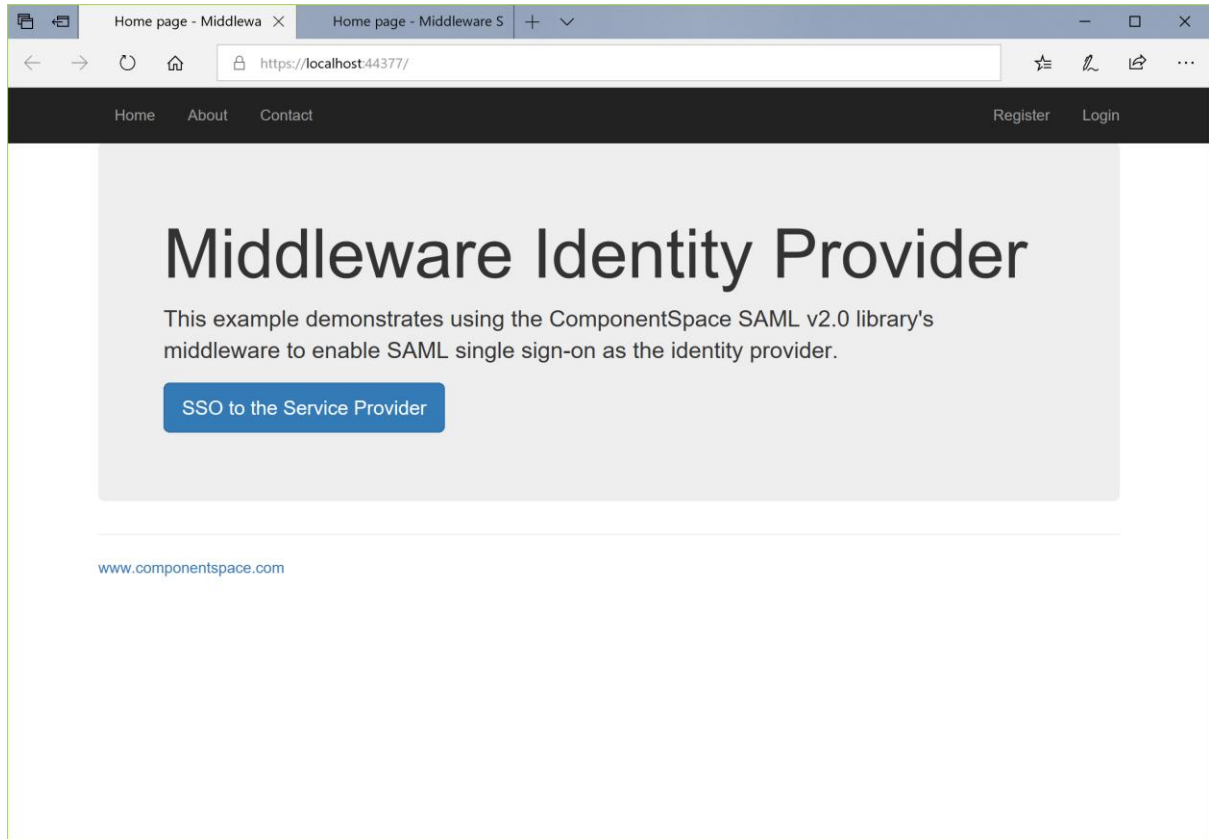 Home page - Middlewa
Home page - Middleware S
https://localhost:44377/
Home About Contact Register Login
Middleware Identity Provider
This example demonstrates using the ComponentSpace SAML v2.0 library's
middleware to enable SAML single sign-on as the identity provider.
SSO to the Service Provider
www.componentspace.com